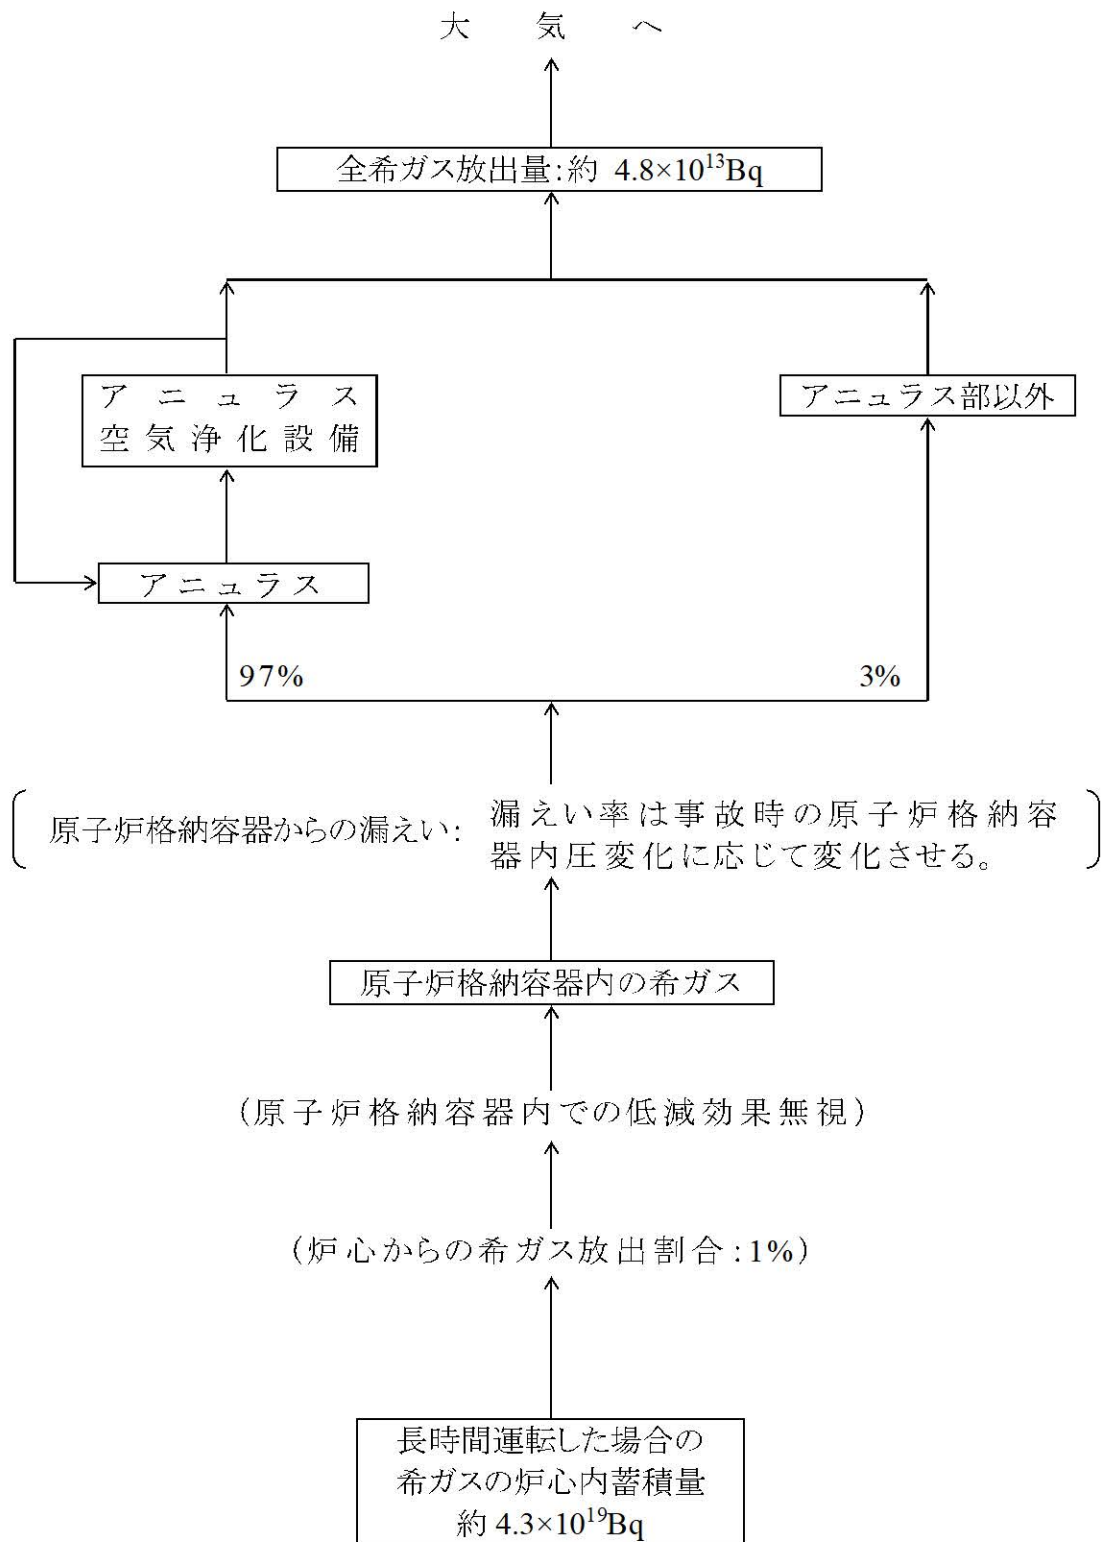 大気へ
全希ガス放出量:約 4.8×10¹³Bq
アニュラス
空気浄化設備
アニュラス部以外
アニュラス
97%
3%
原子炉格納容器からの漏えい: 漏えい率は事故時の原子炉格納容
器内圧変化に応じて変化させる。
原子炉格納容器内の希ガス
(原子炉格納容器内での低減効果無視)
(炉心からの希ガス放出割合:1%)
長時間運転した場合の
希ガスの炉心内蓄積量
約 4.3×10¹⁹Bq